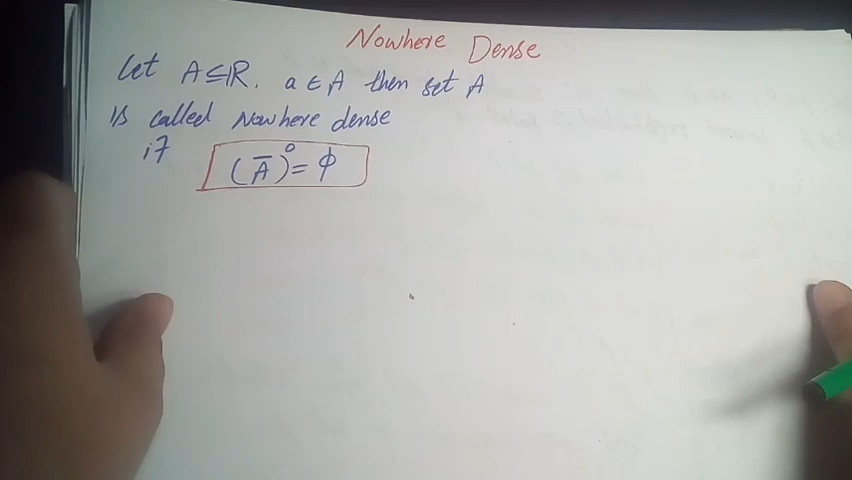 Nowhere Dense
Let A⊆ℝ. a ∈ A then set A
is called Nowhere dense
if (A̅)° = ϕ